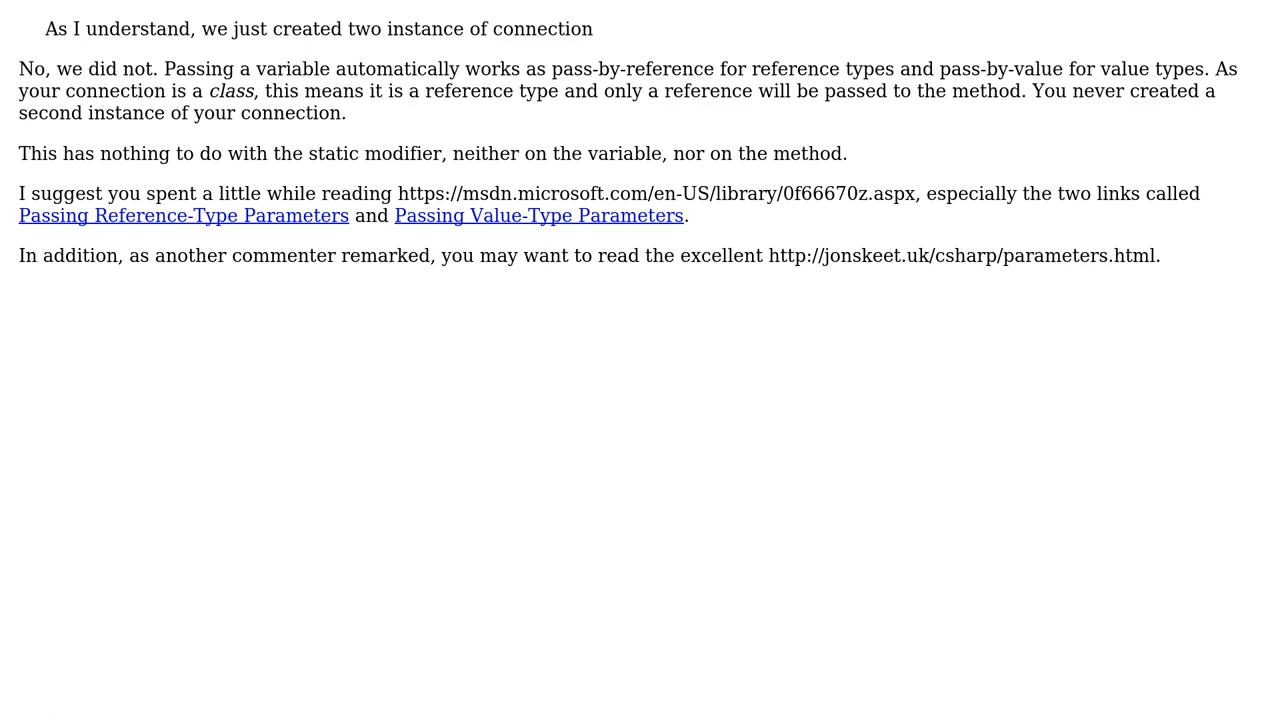 As I understand, we just created two instance of connection
No, we did not. Passing a variable automatically works as pass-by-reference for reference types and pass-by-value for value types. As
your connection is a class, this means it is a reference type and only a reference will be passed to the method. You never created a
second instance of your connection.
This has nothing to do with the static modifier, neither on the variable, nor on the method.
I suggest you spent a little while reading https://msdn.microsoft.com/en-US/library/0f66670z.aspx, especially the two links called
Passing Reference-Type Parameters and Passing Value-Type Parameters.
In addition, as another commenter remarked, you may want to read the excellent http://jonskeet.uk/csharp/parameters.html.